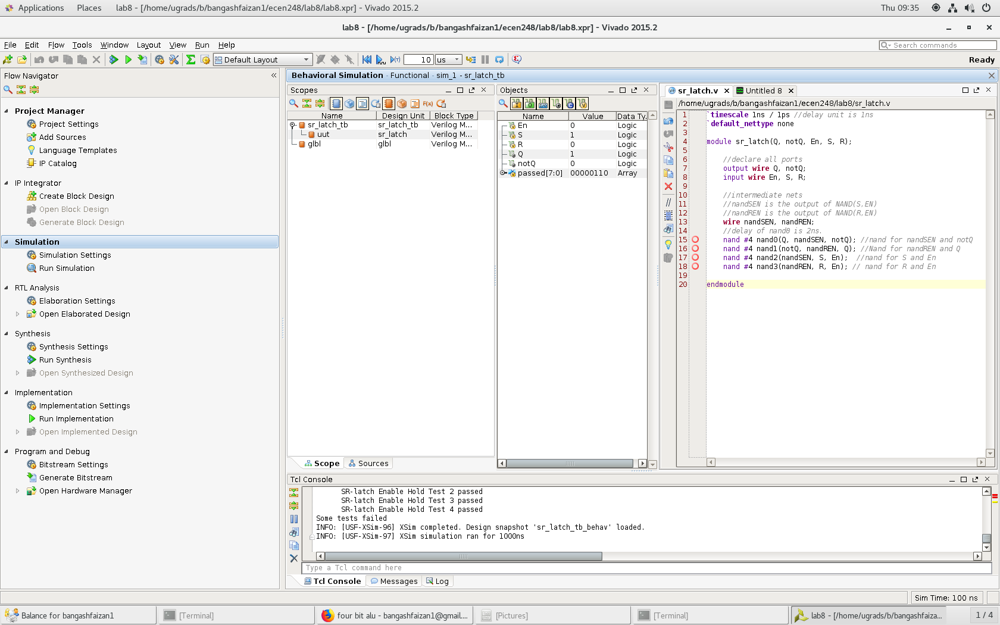 Applications Places lab8 - [/home/ugrads/b/bangashfaizan1/ecen248/lab8/lab8.xpr] - Vivado 2015.2 Thu 09:35
lab8 - [/home/ugrads/b/bangashfaizan1/ecen248/lab8/lab8.xpr] - Vivado 2015.2
File Edit Flow Tools Window Layout View Run Help Search commands
Default Layout 10 us Ready
Flow Navigator
Project Manager
Project Settings
Add Sources
Language Templates
IP Catalog
IP Integrator
Create Block Design
Open Block Design
Generate Block Design
Simulation
Simulation Settings
Run Simulation
RTL Analysis
Elaboration Settings
Open Elaborated Design
Synthesis
Synthesis Settings
Run Synthesis
Open Synthesized Design
Implementation
Implementation Settings
Run Implementation
Open Implemented Design
Program and Debug
Bitstream Settings
Generate Bitstream
Open Hardware Manager
Behavioral Simulation - Functional - sim_1 - sr_latch_tb
Scopes
Name Design Unit Block Type
sr_latch_tb sr_latch_tb Verilog M...
uut sr_latch Verilog M...
glbl glbl Verilog M...
Scope Sources
Objects
Name Value Data Ty.
En 0 Logic
S 1 Logic
R 0 Logic
Q 1 Logic
notQ 0 Logic
passed[7:0] 00000110 Array
sr_latch.v Untitled 8
/home/ugrads/b/bangashfaizan1/ecen248/lab8/sr_latch.v
1 `timescale 1ns / 1ps //delay unit is 1ns
2 `default_nettype none
3
4 module sr_latch(Q, notQ, En, S, R);
5
6 //declare all ports
7 output wire Q, notQ;
8 input wire En, S, R;
9
10 //intermediate nets
11 //nandSEN is the output of NAND(S,EN)
12 //nandREN is the output of NAND(R,EN)
13 wire nandSEN, nandREN;
14 //delay of nand0 is 2ns.
15 nand #4 nand0(Q, nandSEN, notQ); //nand for nandSEN and notQ
16 nand #4 nand1(notQ, nandREN, Q); //Nand for nandREN and Q
17 nand #4 nand2(nandSEN, S, En); //nand for S and En
18 nand #4 nand3(nandREN, R, En); // nand for R and En
19
20 endmodule
Tcl Console
SR-latch Enable Hold Test 2 passed
SR-latch Enable Hold Test 3 passed
SR-latch Enable Hold Test 4 passed
Some tests failed
INFO: [USF-XSim-96] XSim completed. Design snapshot 'sr_latch_tb_behav' loaded.
INFO: [USF-XSim-97] XSim simulation ran for 1000ns
Type a Tcl command here
Tcl Console Messages Log
Sim Time: 100 ns
Balance for bangashfaizan1 [Terminal] four bit alu - bangashfaizan1@gmail.... [Pictures] [Terminal] lab8 - [/home/ugrads/b/bangashfaiza... 1 / 4